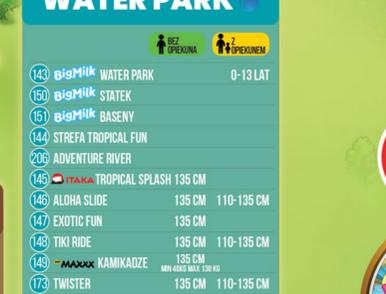 WATER PARK
BEZ OPIEKUNA
Z OPIEKUNEM
143 BigMilk WATER PARK 0-13 LAT
150 BigMilk STATEK
151 BigMilk BASENY
144 STREFA TROPICAL FUN
206 ADVENTURE RIVER
145 ITAKA TROPICAL SPLASH 135 CM
146 ALOHA SLIDE 135 CM 110-135 CM
147 EXOTIC FUN 135 CM
148 TIKI RIDE 135 CM 110-135 CM
149 MAXXX KAMIKADZE 135 CM
MIN 40KG MAX 130 KG
173 TWISTER 135 CM 110-135 CM